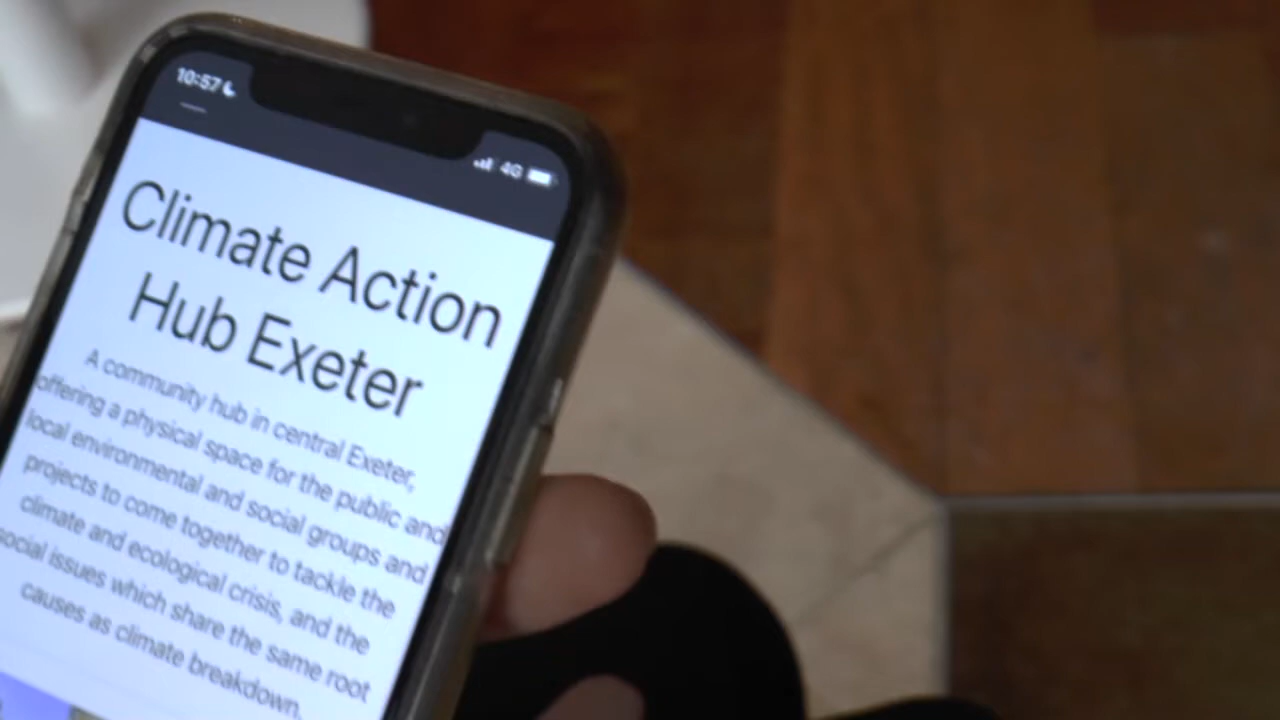 10:57
4G
Climate Action
Hub Exeter
A community hub in central Exeter,
offering a physical space for the public and
local environmental and social groups and
projects to come together to tackle the
climate and ecological crisis, and the
social issues which share the same root
causes as climate breakdown.